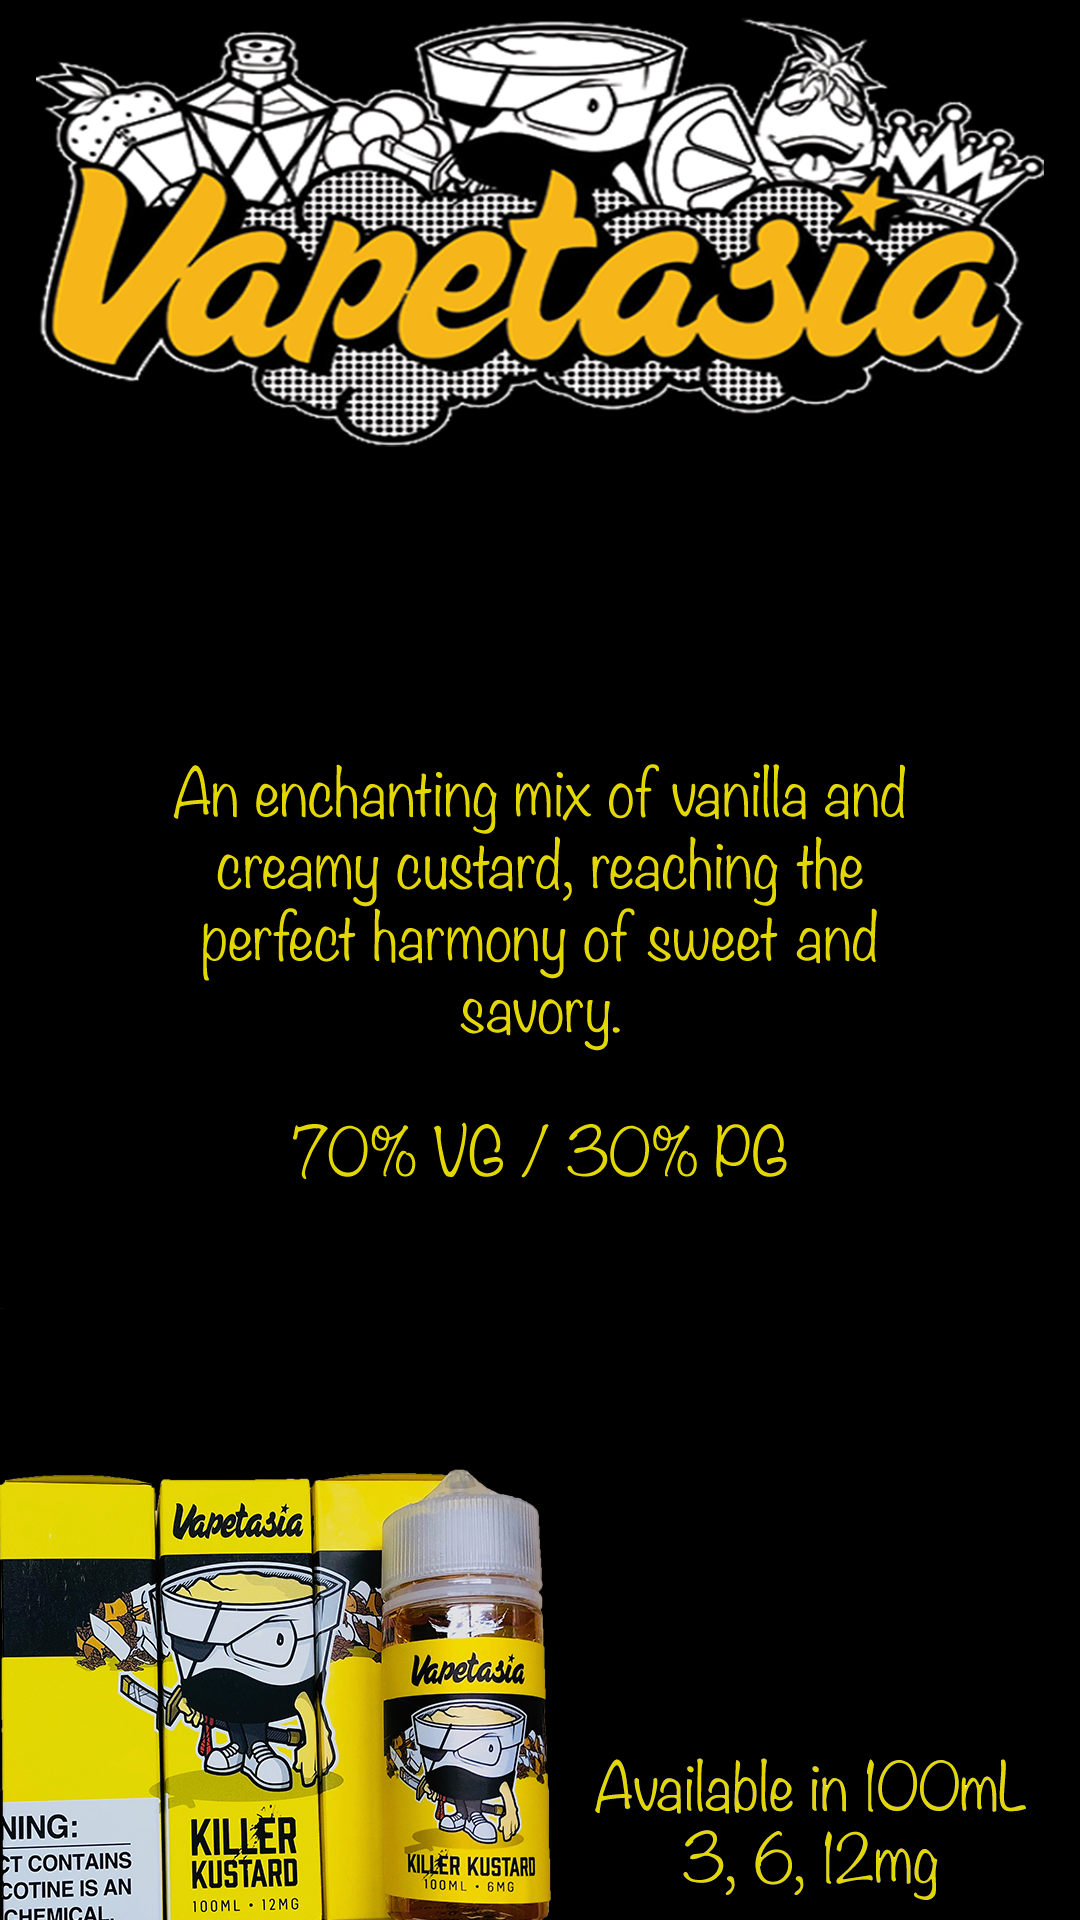 Vapetasia
An enchanting mix of vanilla and
creamy custard, reaching the
perfect harmony of sweet and
savory.
70% VG / 30% PG
Vapetasia
KILLER
KUSTARD
100ML • 12MG
NING:
CT CONTAINS
COTINE IS AN
CHEMICAL.
Vapetasia
KILLER KUSTARD
100ML • 6MG
Available in 100mL
3, 6, 12mg